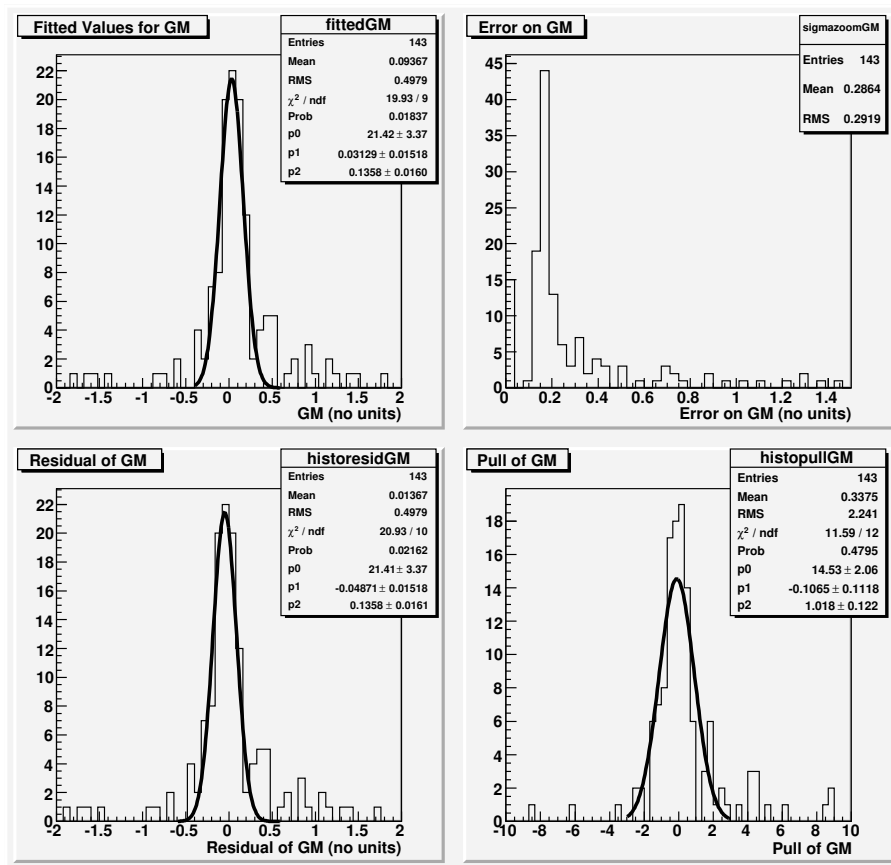 Fitted Values for GM
fittedGM
Entries 143
Mean 0.09367
RMS 0.4979
χ² / ndf 19.93 / 9
Prob 0.01837
p0 21.42 ± 3.37
p1 0.03129 ± 0.01518
p2 0.1358 ± 0.0160
22
20
18
16
14
12
10
8
6
4
2
0
-2 -1.5 -1 -0.5 0 0.5 1 1.5 2
GM (no units)
Error on GM
sigmazoomGM
Entries 143
Mean 0.2864
RMS 0.2919
45
40
35
30
25
20
15
10
5
0
0 0.2 0.4 0.6 0.8 1 1.2 1.4
Error on GM (no units)
Residual of GM
historesidGM
Entries 143
Mean 0.01367
RMS 0.4979
χ² / ndf 20.93 / 10
Prob 0.02162
p0 21.41 ± 3.37
p1 -0.04871 ± 0.01518
p2 0.1358 ± 0.0161
22
20
18
16
14
12
10
8
6
4
2
0
-2 -1.5 -1 -0.5 0 0.5 1 1.5 2
Residual of GM (no units)
Pull of GM
histopullGM
Entries 143
Mean 0.3375
RMS 2.241
χ² / ndf 11.59 / 12
Prob 0.4795
p0 14.53 ± 2.06
p1 -0.1065 ± 0.1118
p2 1.018 ± 0.122
18
16
14
12
10
8
6
4
2
0
-10 -8 -6 -4 -2 0 2 4 6 8 10
Pull of GM